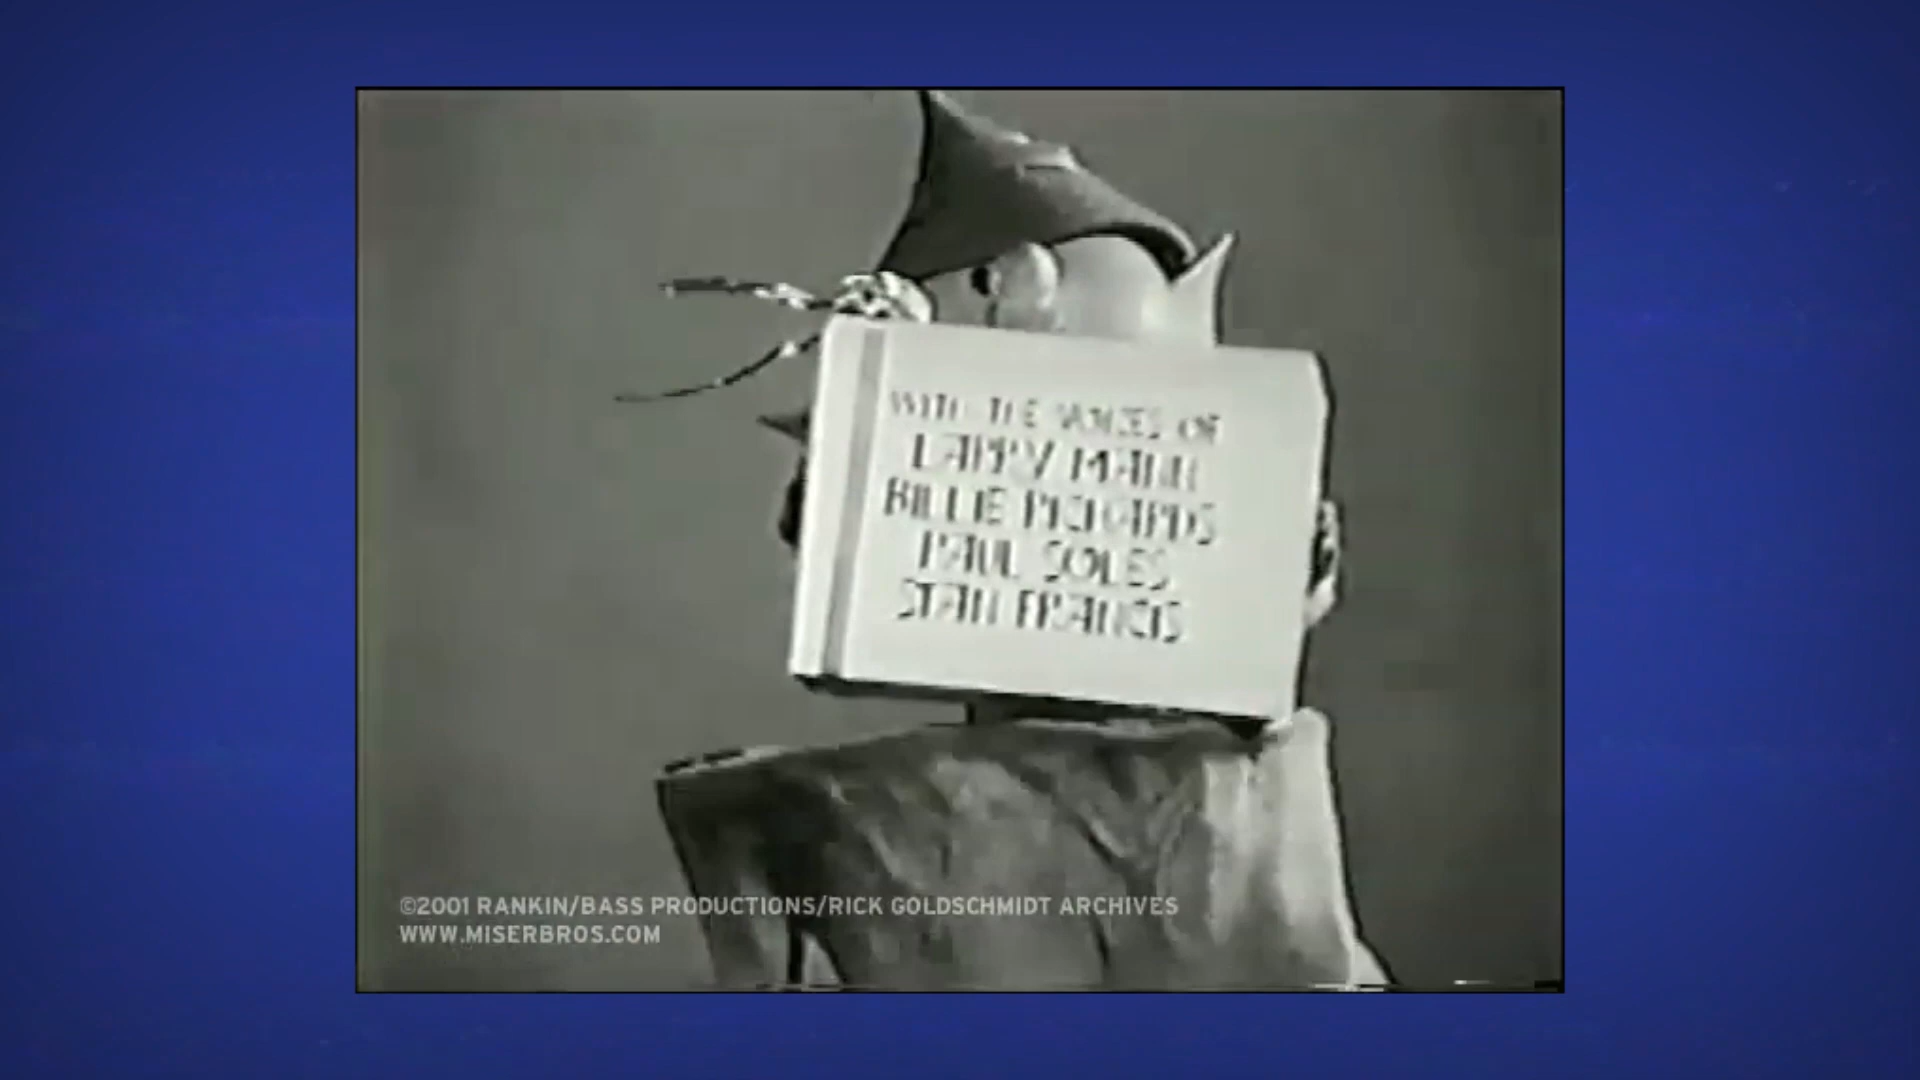 WITH THE VOICES OF
LARRY MANN
BILLIE RICHARDS
PAUL SOLES
STAN FRANCIS
©2001 RANKIN/BASS PRODUCTIONS/RICK GOLDSCHMIDT ARCHIVES
WWW.MISERBROS.COM